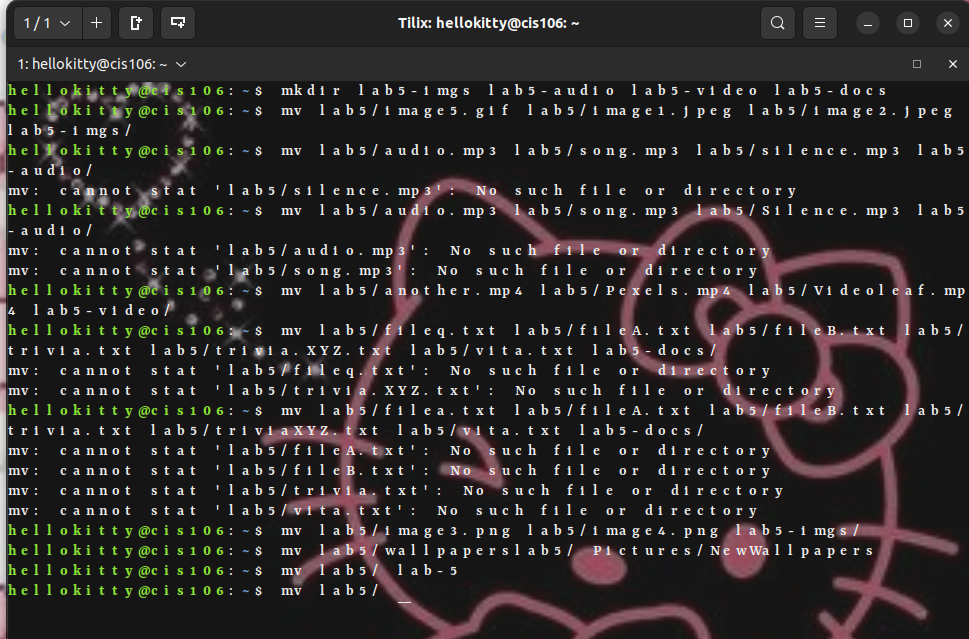 1 / 1
Tilix: hellokitty@cis106: ~
1: hellokitty@cis106: ~
hellokitty@cis106:~$ mkdir lab5-imgs lab5-audio lab5-video lab5-docs
hellokitty@cis106:~$ mv lab5/image5.gif lab5/image1.jpeg lab5/image2.jpeg
lab5-imgs/
hellokitty@cis106:~$ mv lab5/audio.mp3 lab5/song.mp3 lab5/silence.mp3 lab5
-audio/
mv: cannot stat 'lab5/silence.mp3': No such file or directory
hellokitty@cis106:~$ mv lab5/audio.mp3 lab5/song.mp3 lab5/Silence.mp3 lab5
-audio/
mv: cannot stat 'lab5/audio.mp3': No such file or directory
mv: cannot stat 'lab5/song.mp3': No such file or directory
hellokitty@cis106:~$ mv lab5/another.mp4 lab5/Pexels.mp4 lab5/Videoleaf.mp
4 lab5-video/
hellokitty@cis106:~$ mv lab5/fileq.txt lab5/fileA.txt lab5/fileB.txt lab5/
trivia.txt lab5/trivia.XYZ.txt lab5/vita.txt lab5-docs/
mv: cannot stat 'lab5/fileq.txt': No such file or directory
mv: cannot stat 'lab5/trivia.XYZ.txt': No such file or directory
hellokitty@cis106:~$ mv lab5/filea.txt lab5/fileA.txt lab5/fileB.txt lab5/
trivia.txt lab5/triviaXYZ.txt lab5/vita.txt lab5-docs/
mv: cannot stat 'lab5/fileA.txt': No such file or directory
mv: cannot stat 'lab5/fileB.txt': No such file or directory
mv: cannot stat 'lab5/trivia.txt': No such file or directory
mv: cannot stat 'lab5/vita.txt': No such file or directory
hellokitty@cis106:~$ mv lab5/image3.png lab5/image4.png lab5-imgs/
hellokitty@cis106:~$ mv lab5/wallpaperslab5/ Pictures/NewWallpapers
hellokitty@cis106:~$ mv lab5/ lab-5
hellokitty@cis106:~$ mv lab5/